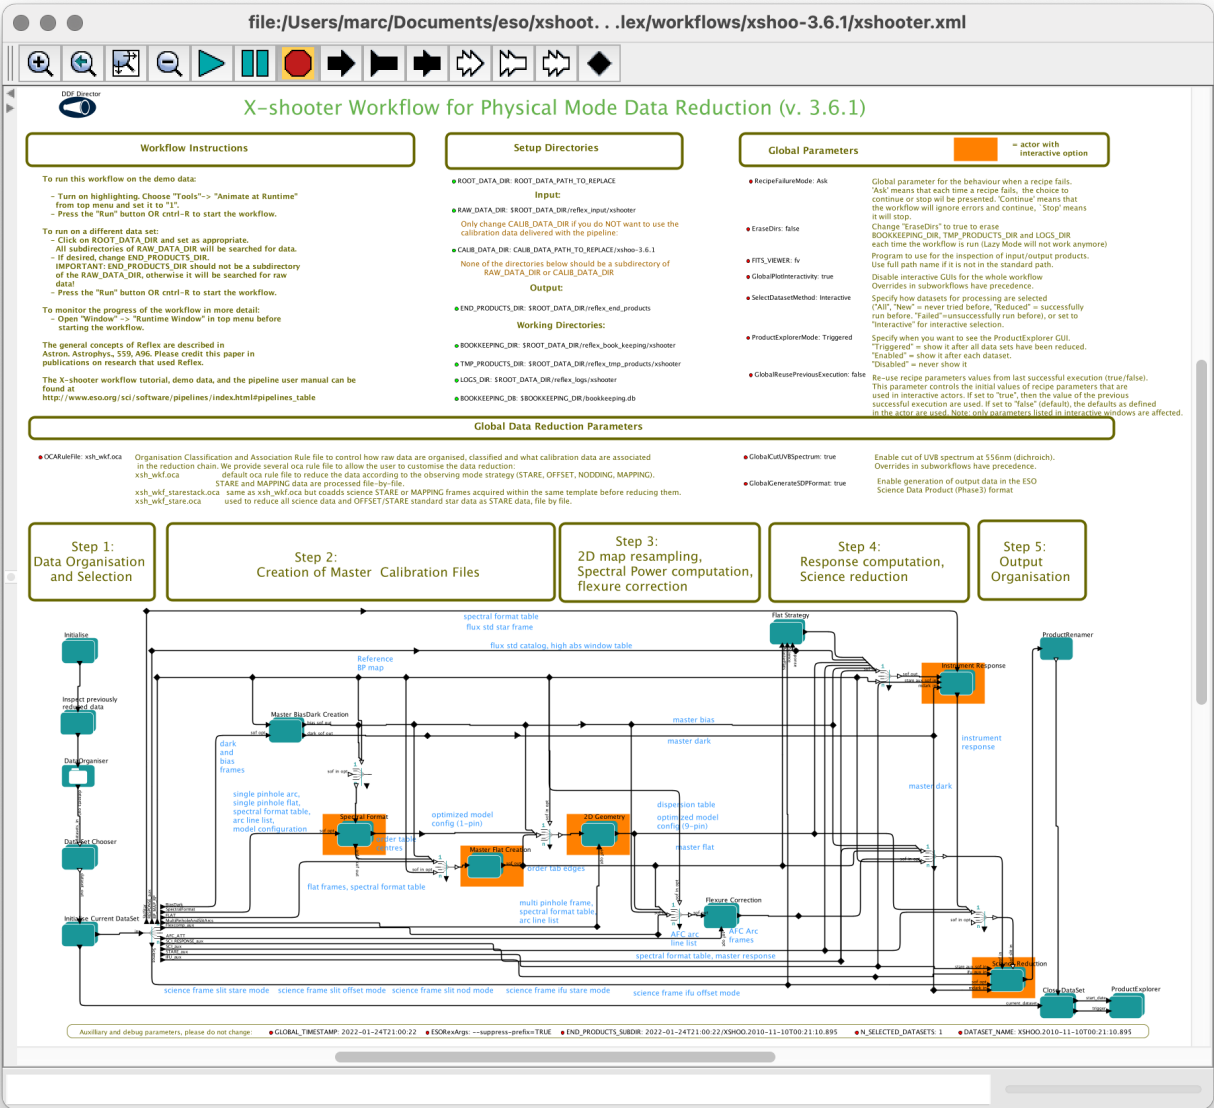 file:/Users/marc/Documents/eso/xshoot. . .lex/workflows/xshoo-3.6.1/xshooter.xml
DDF Director
X-shooter Workflow for Physical Mode Data Reduction (v. 3.6.1)
Workflow Instructions
To run this workflow on the demo data:
- Turn on highlighting. Choose "Tools"-> "Animate at Runtime"
from top menu and set it to "1".
- Press the "Run" button OR cntrl-R to start the workflow.
To run on a different data set:
- Click on ROOT_DATA_DIR and set as appropriate.
All subdirectories of RAW_DATA_DIR will be searched for data.
- If desired, change END_PRODUCTS_DIR.
IMPORTANT: END_PRODUCTS_DIR should not be a subdirectory
of the RAW_DATA_DIR, otherwise it will be searched for raw
data!
- Press the "Run" button OR cntrl-R to start the workflow.
To monitor the progress of the workflow in more detail:
- Open "Window" -> "Runtime Window" in top menu before
starting the workflow.
The general concepts of Reflex are described in
Astron. Astrophys., 559, A96. Please credit this paper in
publications on research that used Reflex.
The X-shooter workflow tutorial, demo data, and the pipeline user manual can be
found at
http://www.eso.org/sci/software/pipelines/index.html#pipelines_table
Setup Directories
ROOT_DATA_DIR: ROOT_DATA_PATH_TO_REPLACE
Input:
RAW_DATA_DIR: $ROOT_DATA_DIR/reflex_input/xshooter
Only change CALIB_DATA_DIR if you do NOT want to use the
calibration data delivered with the pipeline:
CALIB_DATA_DIR: CALIB_DATA_PATH_TO_REPLACE/xshoo-3.6.1
None of the directories below should be a subdirectory of
RAW_DATA_DIR or CALIB_DATA_DIR
Output:
END_PRODUCTS_DIR: $ROOT_DATA_DIR/reflex_end_products
Working Directories:
BOOKKEEPING_DIR: $ROOT_DATA_DIR/reflex_book_keeping/xshooter
TMP_PRODUCTS_DIR: $ROOT_DATA_DIR/reflex_tmp_products/xshooter
LOGS_DIR: $ROOT_DATA_DIR/reflex_logs/xshooter
BOOKKEEPING_DB: $BOOKKEEPING_DIR/bookkeeping.db
Global Parameters
= actor with
interactive option
RecipeFailureMode: Ask
Global parameter for the behaviour when a recipe fails.
'Ask' means that each time a recipe fails, the choice to
continue or stop wil be presented. 'Continue' means that
the workflow will ignore errors and continue, `Stop' means
it will stop.
EraseDirs: false
Change "EraseDirs" to true to erase
BOOKKEEPING_DIR, TMP_PRODUCTS_DIR and LOGS_DIR
each time the workflow is run (Lazy Mode will not work anymore)
FITS_VIEWER: fv
Program to use for the inspection of input/output products.
Use full path name if it is not in the standard path.
GlobalPlotInteractivity: true
Disable interactive GUIs for the whole workflow
Overrides in subworkflows have precedence.
SelectDatasetMethod: Interactive
Specify how datasets for processing are selected
("All", "New" = never tried before, "Reduced" = successfully
run before. "Failed"=unsuccessfully run before), or set to
"Interactive" for interactive selection.
ProductExplorerMode: Triggered
Specify when you want to see the ProductExplorer GUI.
"Triggered" = show it after all data sets have been reduced.
"Enabled" = show it after each dataset.
"Disabled" = never show it
GlobalReusePreviousExecution: false
Re-use recipe parameters values from last successful execution (true/false).
This parameter controls the initial values of recipe parameters that are
used in interactive actors. If set to "true", then the value of the previous
successful execution are used. If set to "false" (default), the defaults as defined
in the actor are used. Note: only parameters listed in interactive windows are affected.
Global Data Reduction Parameters
OCARuleFile: xsh_wkf.oca
Organisation Classification and Association Rule file to control how raw data are organised, classified and what calibration data are associated
in the reduction chain. We provide several oca rule file to allow the user to customise the data reduction:
xsh_wkf.oca default oca rule file to reduce the data according to the observing mode strategy (STARE, OFFSET, NODDING, MAPPING).
STARE and MAPPING data are processed file-by-file.
xsh_wkf_starestack.oca same as xsh_wkf.oca but coadds science STARE or MAPPING frames acquired within the same template before reducing them.
xsh_wkf_stare.oca used to reduce all science data and OFFSET/STARE standard star data as STARE data, file by file.
GlobalCutUVBSpectrum: true
Enable cut of UVB spectrum at 556nm (dichroich).
Overrides in subworkflows have precedence.
GlobalGenerateSDPFormat: true
Enable generation of output data in the ESO
Science Data Product (Phase3) format
Step 1:
Data Organisation
and Selection
Step 2:
Creation of Master Calibration Files
Step 3:
2D map resampling,
Spectral Power computation,
flexure correction
Step 4:
Response computation,
Science reduction
Step 5:
Output
Organisation
spectral format table
flux std star frame
Flat Strategy
Initialise
ProductRenamer
flux std catalog, high abs window table
Reference
BP map
Instrument Response
Inspect previously
reduced data
Master BiasDark Creation
master bias
dark
and
bias
frames
master dark
instrument
response
DataOrganiser
master dark
single pinhole arc,
single pinhole flat,
spectral format table,
arc line list,
model configuration
Spectral Format
optimized model
config (1-pin)
2D Geometry
dispersion table
optimized model
config (9-pin)
order table
centres
master flat
DataSet Chooser
Master Flat Creation
order tab edges
flat frames, spectral format table
multi pinhole frame,
spectral format table,
arc line list
Flexure Correction
Initialise Current DataSet
AFC_ATT
AFC arc
line list
AFC Arc
frames
spectral format table, master response
Science Reduction
science frame slit stare mode
science frame slit offset mode
science frame slit nod mode
science frame ifu stare mode
science frame ifu offset mode
Close DataSet
ProductExplorer
Auxilliary and debug parameters, please do not change:
GLOBAL_TIMESTAMP: 2022-01-24T21:00:22
ESORexArgs: --suppress-prefix=TRUE
END_PRODUCTS_SUBDIR: 2022-01-24T21:00:22/XSHOO.2010-11-10T00:21:10.895
N_SELECTED_DATASETS: 1
DATASET_NAME: XSHOO.2010-11-10T00:21:10.895